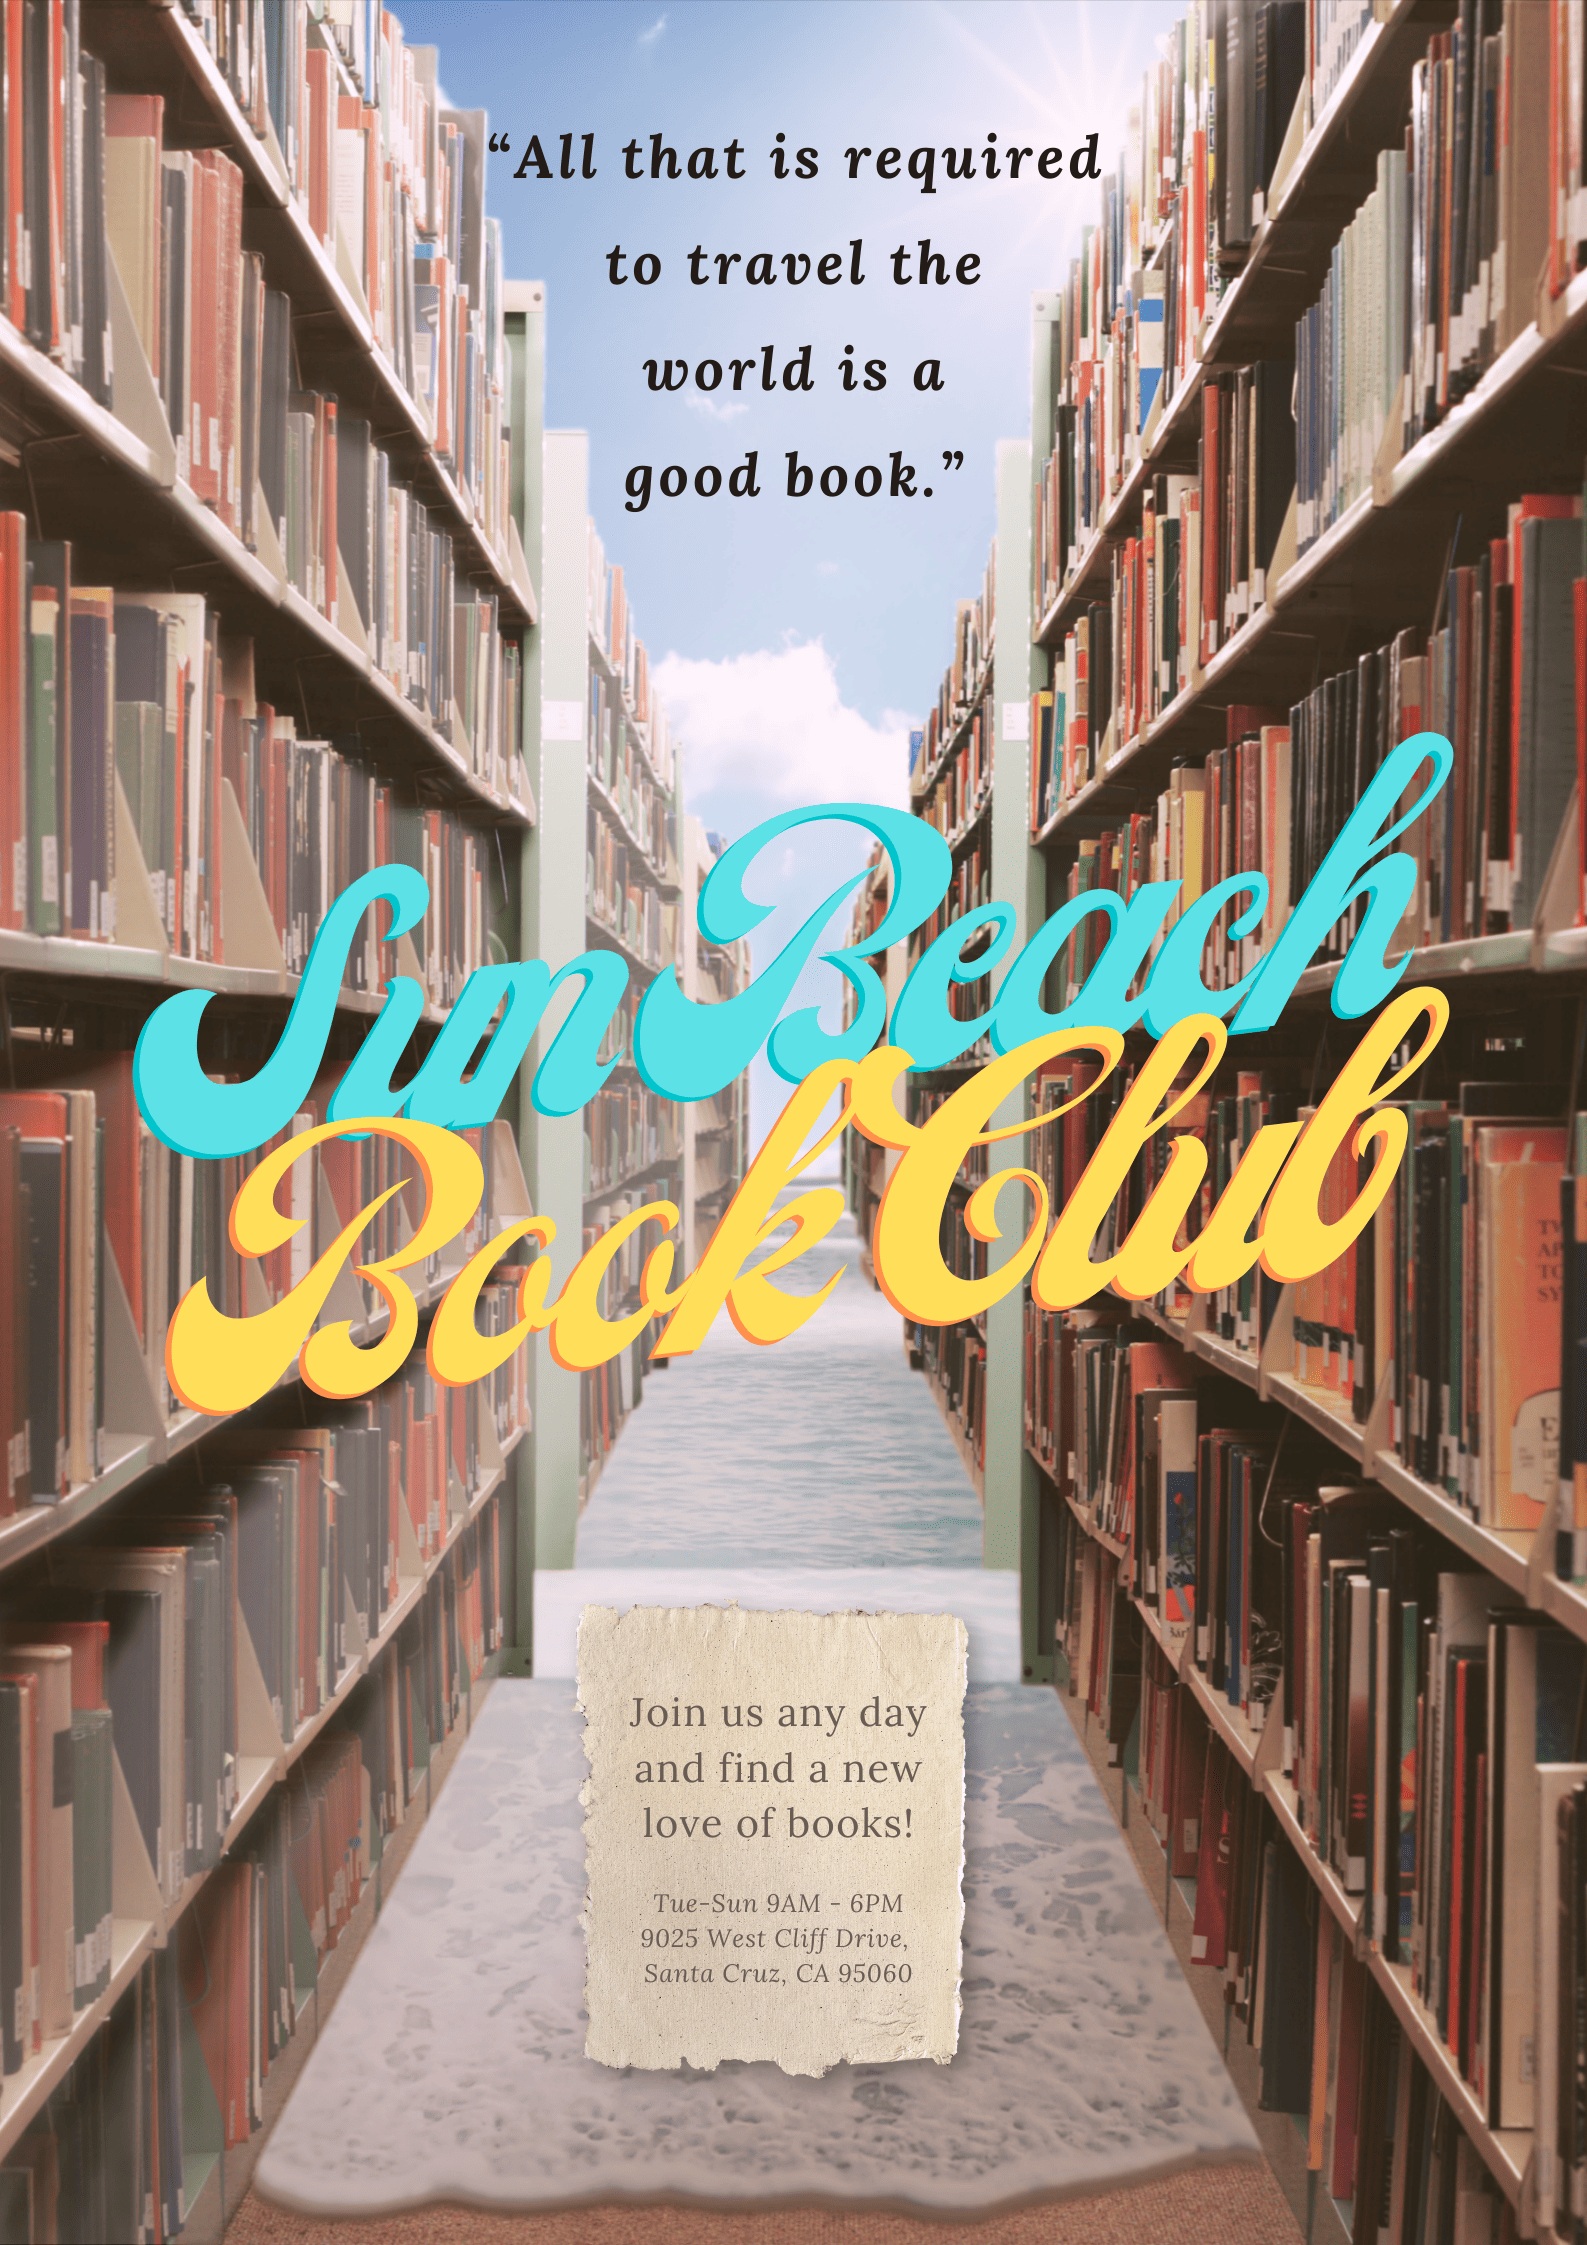 “All that is required
to travel the
world is a
good book.”
Sun Beach
Book Club
Join us any day
and find a new
love of books!
Tue-Sun 9AM - 6PM
9025 West Cliff Drive,
Santa Cruz, CA 95060